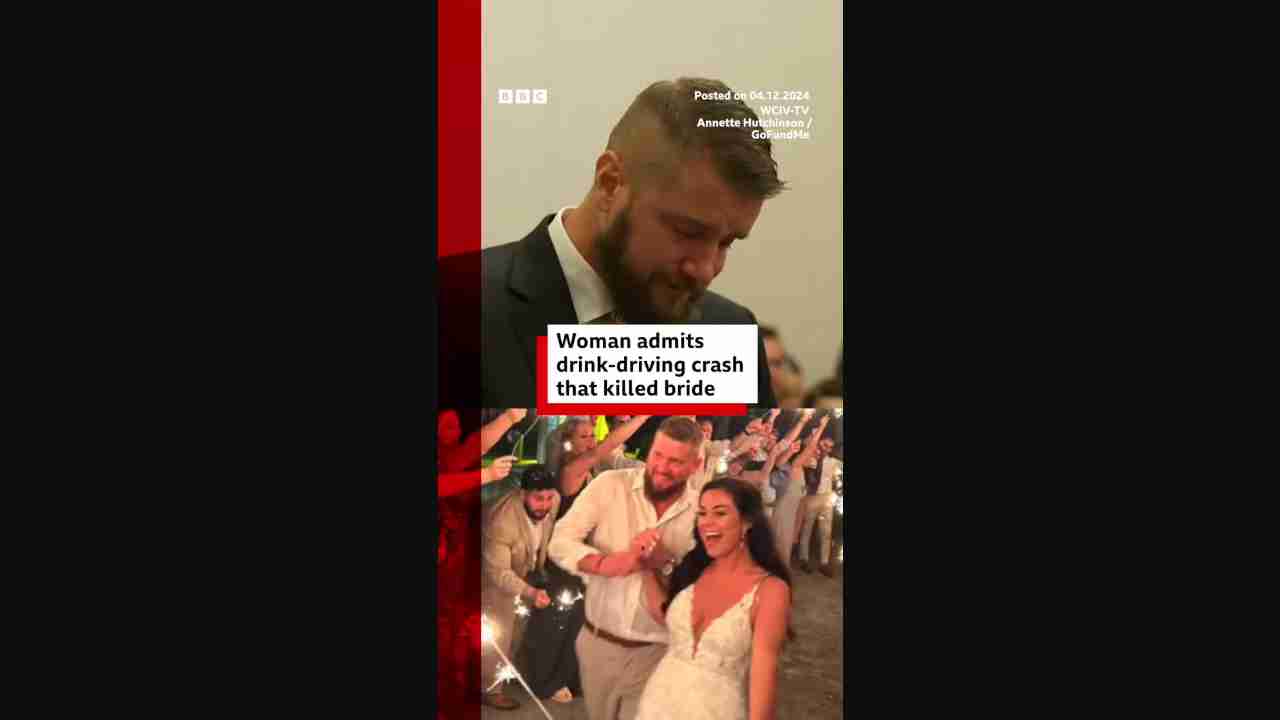 BBC
Posted on 04.12.2024
WCIV-TV
Annette Hutchinson /
GoFundMe
Woman admits
drink-driving crash
that killed bride